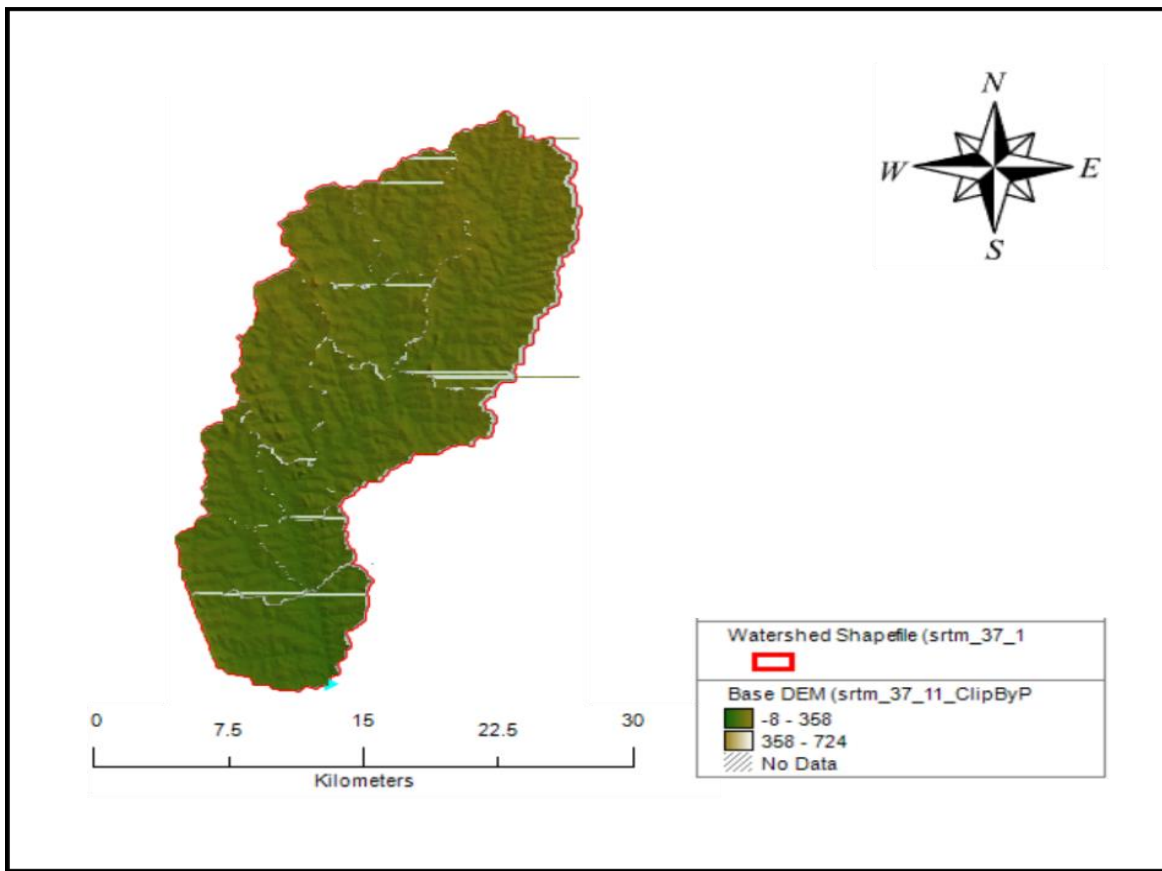 N
W E
S
Watershed Shapefile (srtm_37_1
Base DEM (srtm_37_11_ClipByP
-8 - 358
358 - 724
No Data
0 7.5 15 22.5 30
Kilometers